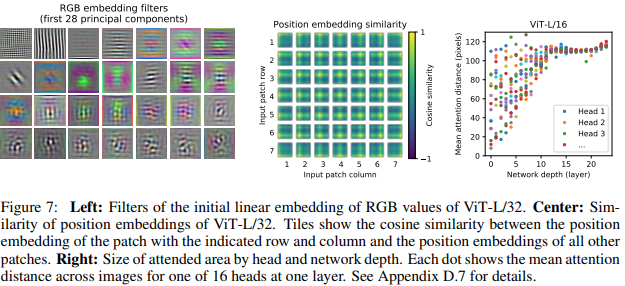 RGB embedding filters
(first 28 principal components)
Position embedding similarity
1
2
3
4
5
6
7
Input patch row
1 2 3 4 5 6 7
Input patch column
1
−1
Cosine similarity
ViT-L/16
120
100
80
60
40
20
0
Mean attention distance (pixels)
Head 1
Head 2
Head 3
...
0 5 10 15 20
Network depth (layer)
Figure 7: Left: Filters of the initial linear embedding of RGB values of ViT-L/32. Center: Sim-
ilarity of position embeddings of ViT-L/32. Tiles show the cosine similarity between the position
embedding of the patch with the indicated row and column and the position embeddings of all other
patches. Right: Size of attended area by head and network depth. Each dot shows the mean attention
distance across images for one of 16 heads at one layer. See Appendix D.7 for details.